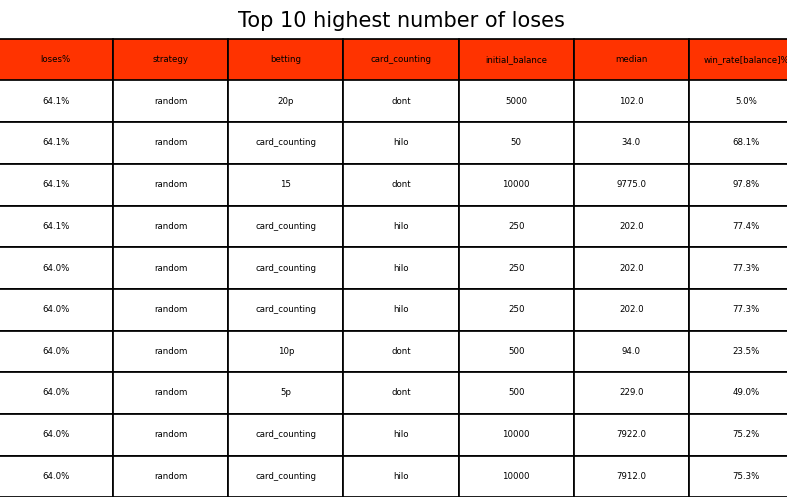 Top 10 highest number of loses
loses% strategy betting card_counting initial_balance median win_rate[balance]%
64.1% random 20p dont 5000 102.0 5.0%
64.1% random card_counting hilo 50 34.0 68.1%
64.1% random 15 dont 10000 9775.0 97.8%
64.1% random card_counting hilo 250 202.0 77.4%
64.0% random card_counting hilo 250 202.0 77.3%
64.0% random card_counting hilo 250 202.0 77.3%
64.0% random 10p dont 500 94.0 23.5%
64.0% random 5p dont 500 229.0 49.0%
64.0% random card_counting hilo 10000 7922.0 75.2%
64.0% random card_counting hilo 10000 7912.0 75.3%